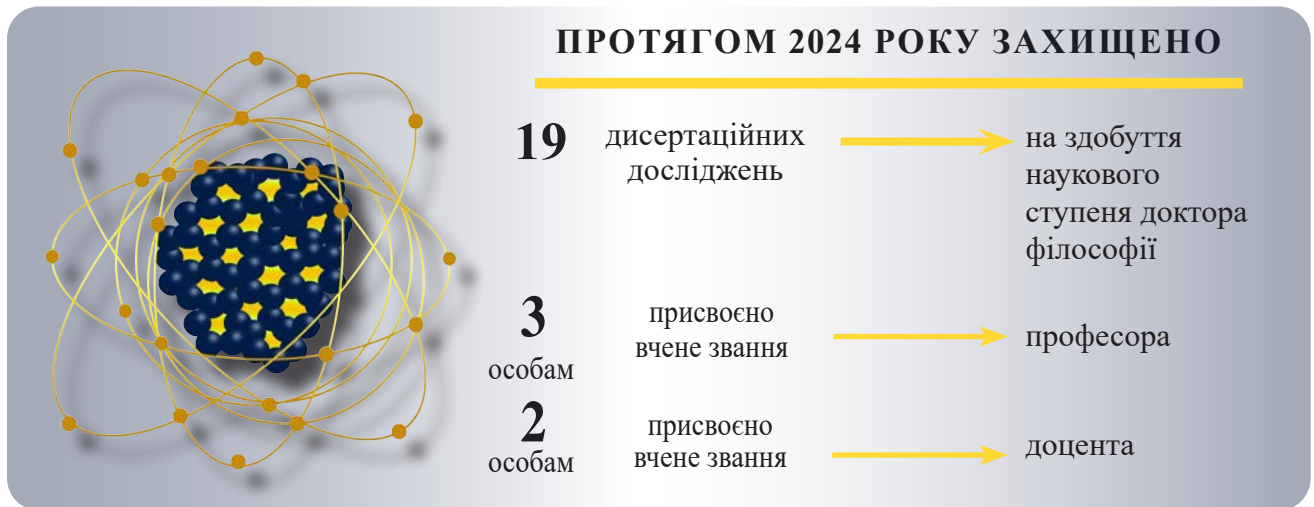 ПРОТЯГОМ 2024 РОКУ ЗАХИЩЕНО
19
дисертаційних
досліджень
на здобуття
наукового
ступеня доктора
філософії
3
особам
присвоєно
вчене звання
професора
2
особам
присвоєно
вчене звання
доцента